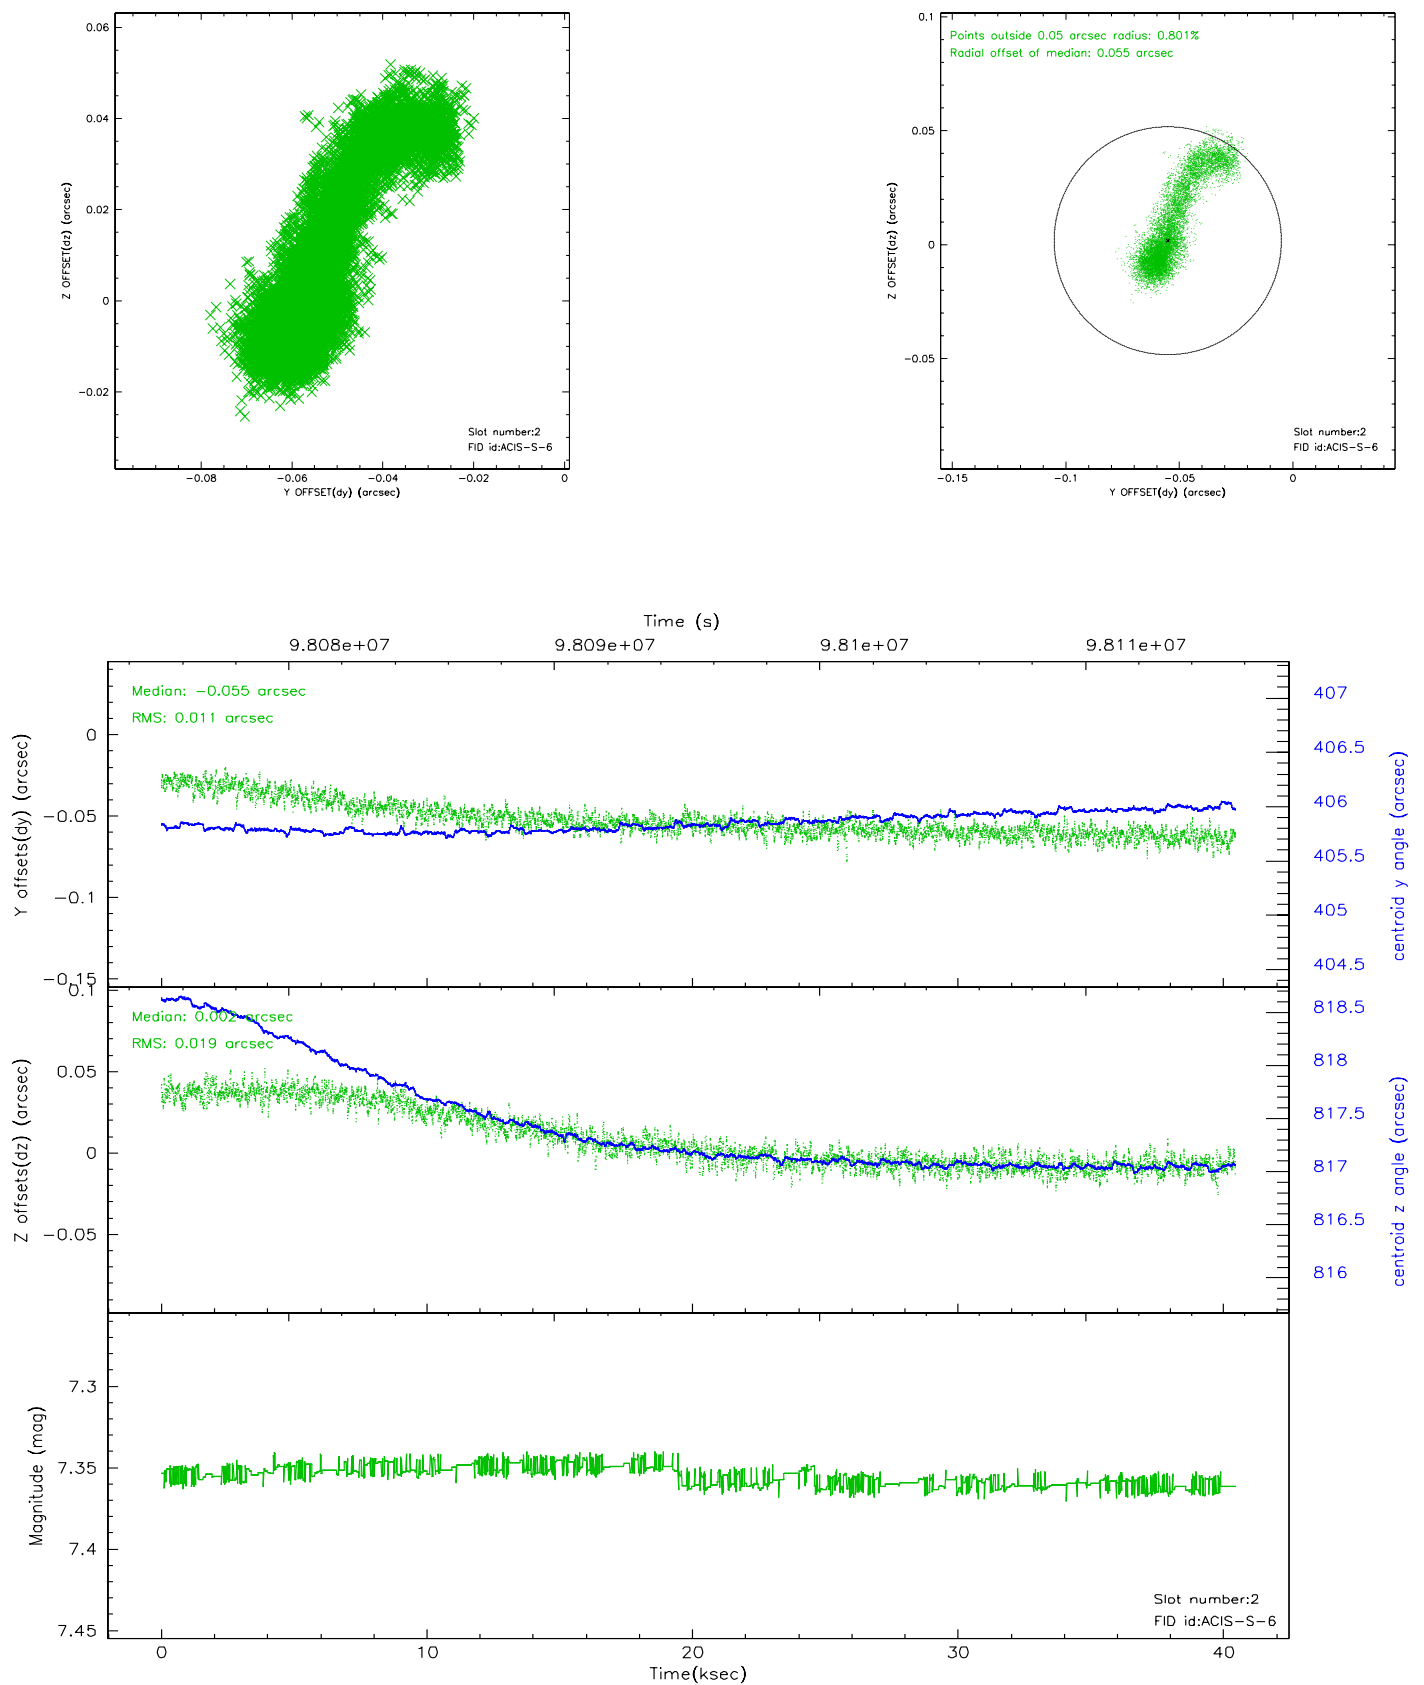 0.06
0.04
0.02
0
−0.02
Z OFFSET(dz) (arcsec)
Slot number:2
FID id:ACIS−S−6
−0.08 −0.06 −0.04 −0.02 0
Y OFFSET(dy) (arcsec)
0.1
0.05
0
−0.05
Z OFFSET(dz) (arcsec)
Points outside 0.05 arcsec radius: 0.801%
Radial offset of median: 0.055 arcsec
Slot number:2
FID id:ACIS−S−6
−0.15 −0.1 −0.05 0
Y OFFSET(dy) (arcsec)
Time (s)
9.808e+07 9.809e+07 9.81e+07 9.811e+07
Median: −0.055 arcsec
RMS: 0.011 arcsec
0
−0.05
−0.1
−0.15
Y offsets(dy) (arcsec)
407
406.5
406
405.5
405
404.5
centroid y angle (arcsec)
Median: 0.002 arcsec
RMS: 0.019 arcsec
0.1
0.05
0
−0.05
Z offsets(dz) (arcsec)
818.5
818
817.5
817
816.5
816
centroid z angle (arcsec)
7.3
7.35
7.4
7.45
Magnitude (mag)
Slot number:2
FID id:ACIS−S−6
0 10 20 30 40
Time(ksec)